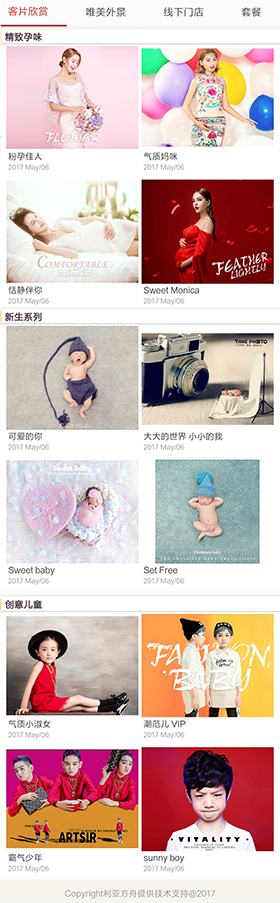 客片欣赏 唯美外景 线下门店 套餐
精致孕味
FLOWER
粉孕佳人 气质妈咪
2017 May/06 2017 May/06
COMFORTABLE FEATHER
LIGHTLY
恬静伴你 Sweet Monica
2017 May/06 2017 May/06
新生系列
TAKE PHOTO
可爱的你 大大的世界 小小的我
2017 May/06 2017 May/06
Sweet baby
Sweet baby Set Free
2017 May/06 2017 May/06
创意儿童
FASHION
BABY
气质小淑女 潮范儿 VIP
2017 May/06 2017 May/06
ARTSIR VITALITY
霸气少年 sunny boy
2017 May/06 2017 May/06
Copyright利亚方舟提供技术支持@2017